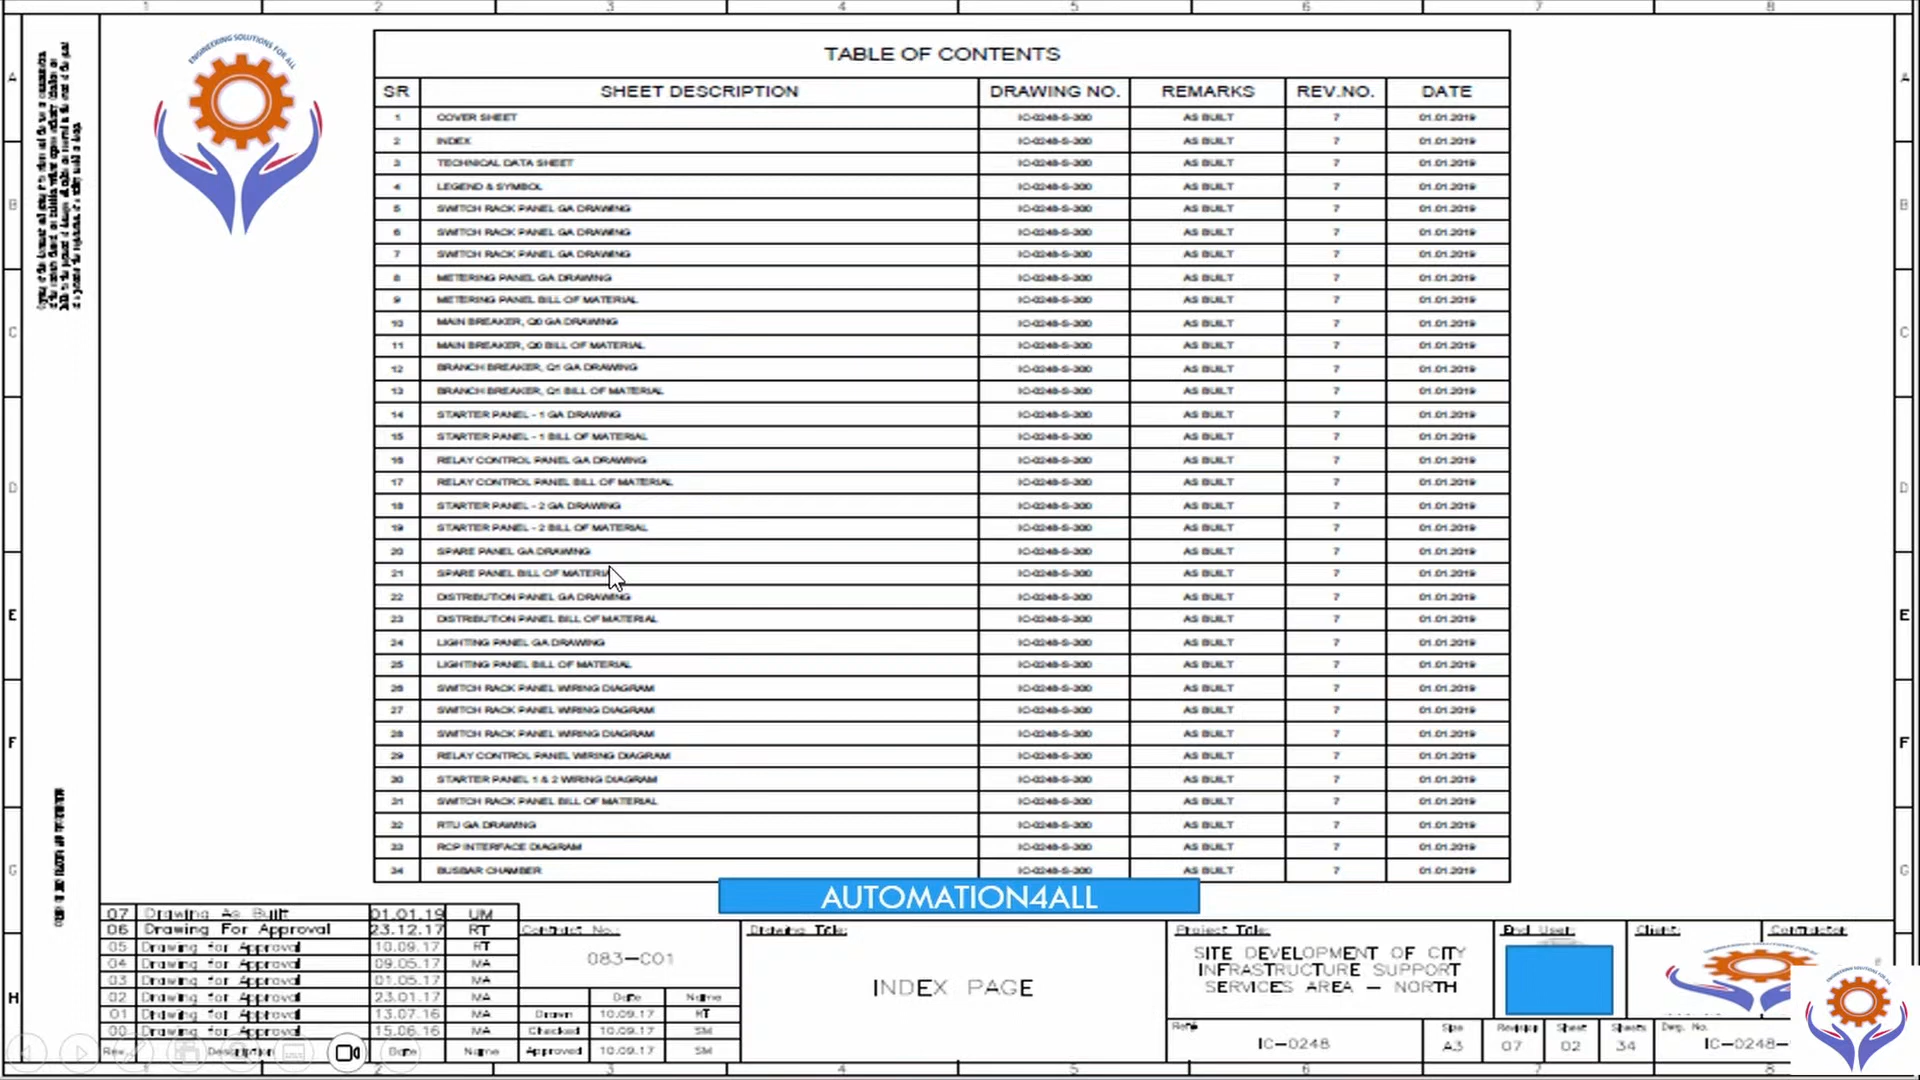 ENGINEERING SOLUTIONS FOR ALL
TABLE OF CONTENTS
SR SHEET DESCRIPTION DRAWING NO. REMARKS REV.NO. DATE
1 COVER SHEET IC-0248-S-300 AS BUILT 7 01.01.2019
2 INDEX IC-0248-S-300 AS BUILT 7 01.01.2019
3 TECHNICAL DATA SHEET IC-0248-S-300 AS BUILT 7 01.01.2019
4 LEGEND & SYMBOL IC-0248-S-300 AS BUILT 7 01.01.2019
5 SWITCH RACK PANEL GA DRAWING IC-0248-S-300 AS BUILT 7 01.01.2019
6 SWITCH RACK PANEL GA DRAWING IC-0248-S-300 AS BUILT 7 01.01.2019
7 SWITCH RACK PANEL GA DRAWING IC-0248-S-300 AS BUILT 7 01.01.2019
8 METERING PANEL GA DRAWING IC-0248-S-300 AS BUILT 7 01.01.2019
9 METERING PANEL BILL OF MATERIAL IC-0248-S-300 AS BUILT 7 01.01.2019
10 MAIN BREAKER, Q0 GA DRAWING IC-0248-S-300 AS BUILT 7 01.01.2019
11 MAIN BREAKER, Q0 BILL OF MATERIAL IC-0248-S-300 AS BUILT 7 01.01.2019
12 BRANCH BREAKER, Q1 GA DRAWING IC-0248-S-300 AS BUILT 7 01.01.2019
13 BRANCH BREAKER, Q1 BILL OF MATERIAL IC-0248-S-300 AS BUILT 7 01.01.2019
14 STARTER PANEL - 1 GA DRAWING IC-0248-S-300 AS BUILT 7 01.01.2019
15 STARTER PANEL - 1 BILL OF MATERIAL IC-0248-S-300 AS BUILT 7 01.01.2019
16 RELAY CONTROL PANEL GA DRAWING IC-0248-S-300 AS BUILT 7 01.01.2019
17 RELAY CONTROL PANEL BILL OF MATERIAL IC-0248-S-300 AS BUILT 7 01.01.2019
18 STARTER PANEL - 2 GA DRAWING IC-0248-S-300 AS BUILT 7 01.01.2019
19 STARTER PANEL - 2 BILL OF MATERIAL IC-0248-S-300 AS BUILT 7 01.01.2019
20 SPARE PANEL GA DRAWING IC-0248-S-300 AS BUILT 7 01.01.2019
21 SPARE PANEL BILL OF MATERIAL IC-0248-S-300 AS BUILT 7 01.01.2019
22 DISTRIBUTION PANEL GA DRAWING IC-0248-S-300 AS BUILT 7 01.01.2019
23 DISTRIBUTION PANEL BILL OF MATERIAL IC-0248-S-300 AS BUILT 7 01.01.2019
24 LIGHTING PANEL GA DRAWING IC-0248-S-300 AS BUILT 7 01.01.2019
25 LIGHTING PANEL BILL OF MATERIAL IC-0248-S-300 AS BUILT 7 01.01.2019
26 SWITCH RACK PANEL WIRING DIAGRAM IC-0248-S-300 AS BUILT 7 01.01.2019
27 SWITCH RACK PANEL WIRING DIAGRAM IC-0248-S-300 AS BUILT 7 01.01.2019
28 SWITCH RACK PANEL WIRING DIAGRAM IC-0248-S-300 AS BUILT 7 01.01.2019
29 RELAY CONTROL PANEL WIRING DIAGRAM IC-0248-S-300 AS BUILT 7 01.01.2019
30 STARTER PANEL 1 & 2 WIRING DIAGRAM IC-0248-S-300 AS BUILT 7 01.01.2019
31 SWITCH RACK PANEL BILL OF MATERIAL IC-0248-S-300 AS BUILT 7 01.01.2019
32 RTU GA DRAWING IC-0248-S-300 AS BUILT 7 01.01.2019
33 RCP INTERFACE DIAGRAM IC-0248-S-300 AS BUILT 7 01.01.2019
34 BUSBAR CHAMBER IC-0248-S-300 AS BUILT 7 01.01.2019
AUTOMATION4ALL
07 Drawing As Built 01.01.19 UM
06 Drawing For Approval 23.12.17 RT
05 Drawing for Approval 10.09.17 RT
04 Drawing for Approval 09.05.17 MA
03 Drawing for Approval 01.05.17 MA
02 Drawing for Approval 23.01.17 MA
01 Drawing for Approval 13.07.16 MA
00 Drawing for Approval 15.06.16 MA
Rev. Description Date Name
Contract No.:
083-C01
Date Name
Drawn 10.09.17 RT
Checked 10.09.17 SM
Approved 10.09.17 SM
Drawing Title:
INDEX PAGE
Project Title:
SITE DEVELOPMENT OF CITY
INFRASTRUCTURE SUPPORT
SERVICES AREA - NORTH
End User:
Client:
Contractor
Ref#
IC-0248
Size
A3
Revision
07
Sheet
02
Sheets
34
Dwg. No.
IC-0248-